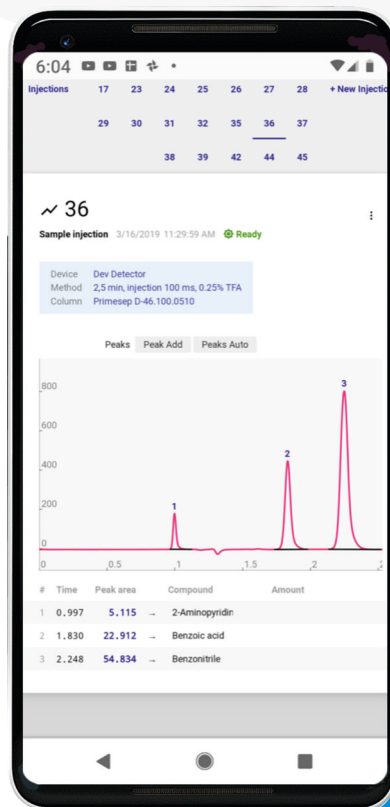 6:04
Injections 17 23 24 25 26 27 28 + New Injectio
29 30 31 32 35 36 37
38 39 42 44 45
36
Sample injection 3/16/2019 11:29:59 AM Ready
Device Dev Detector
Method 2,5 min, injection 100 ms, 0.25% TFA
Column Primesep D-46.100.0510
Peaks Peak Add Peaks Auto
800
3
600
400
2
200
1
0
0 0.5 1 1.5 2
# Time Peak area Compound Amount
1 0.997 5.115 → 2-Aminopyridin
2 1.830 22.912 → Benzoic acid
3 2.248 54.834 → Benzonitrile